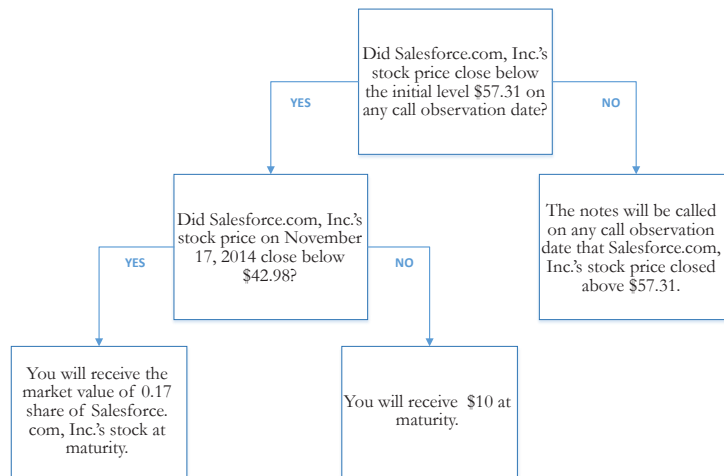 Did Salesforce.com, Inc.'s
stock price close below
the initial level $57.31 on
any call observation date?
YES
NO
Did Salesforce.com, Inc.'s
stock price on November
17, 2014 close below
$42.98?
The notes will be called
on any call observation
date that Salesforce.com,
Inc.'s stock price closed
above $57.31.
YES
NO
You will receive the
market value of 0.17
share of Salesforce.
com, Inc.'s stock at
maturity.
You will receive $10 at
maturity.